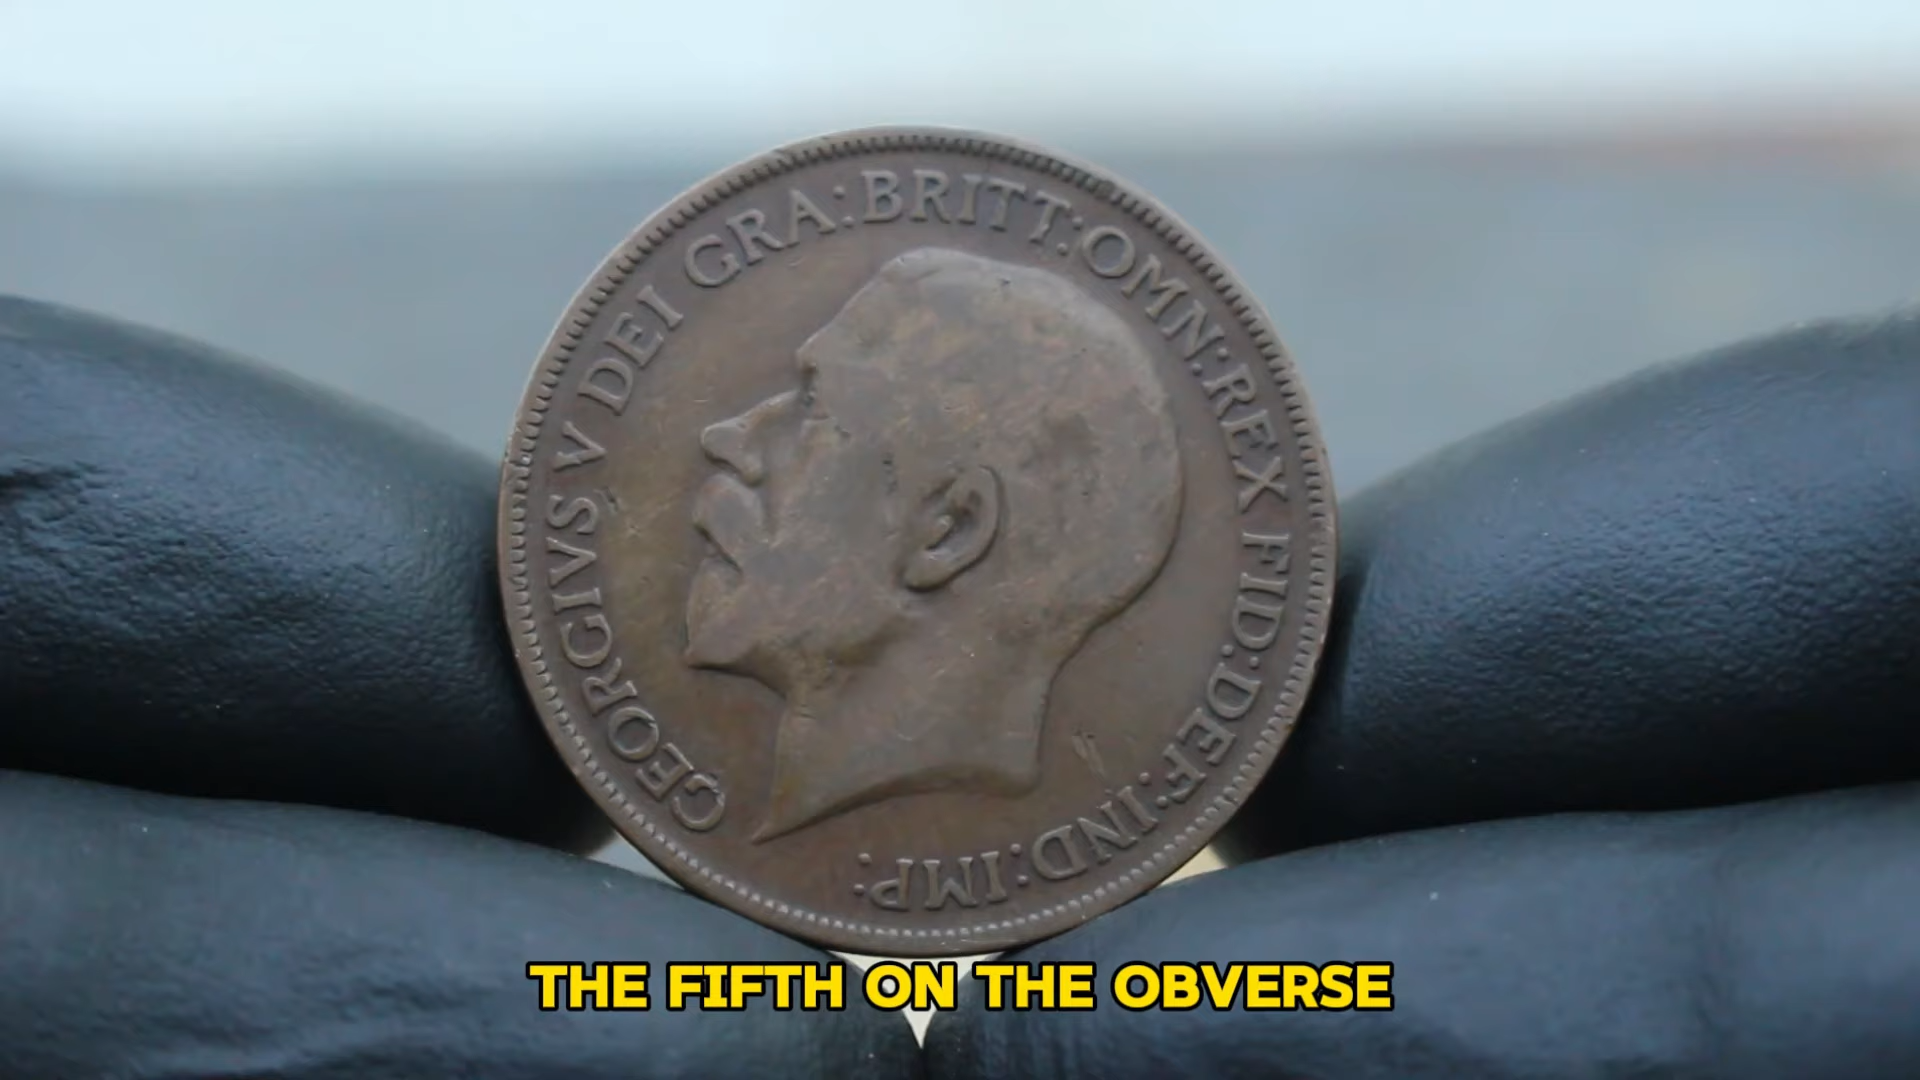 GEORGIVS V DEI GRA: BRITT: OMN: REX FID: DEF: IND: IMP:
THE FIFTH ON THE OBVERSE